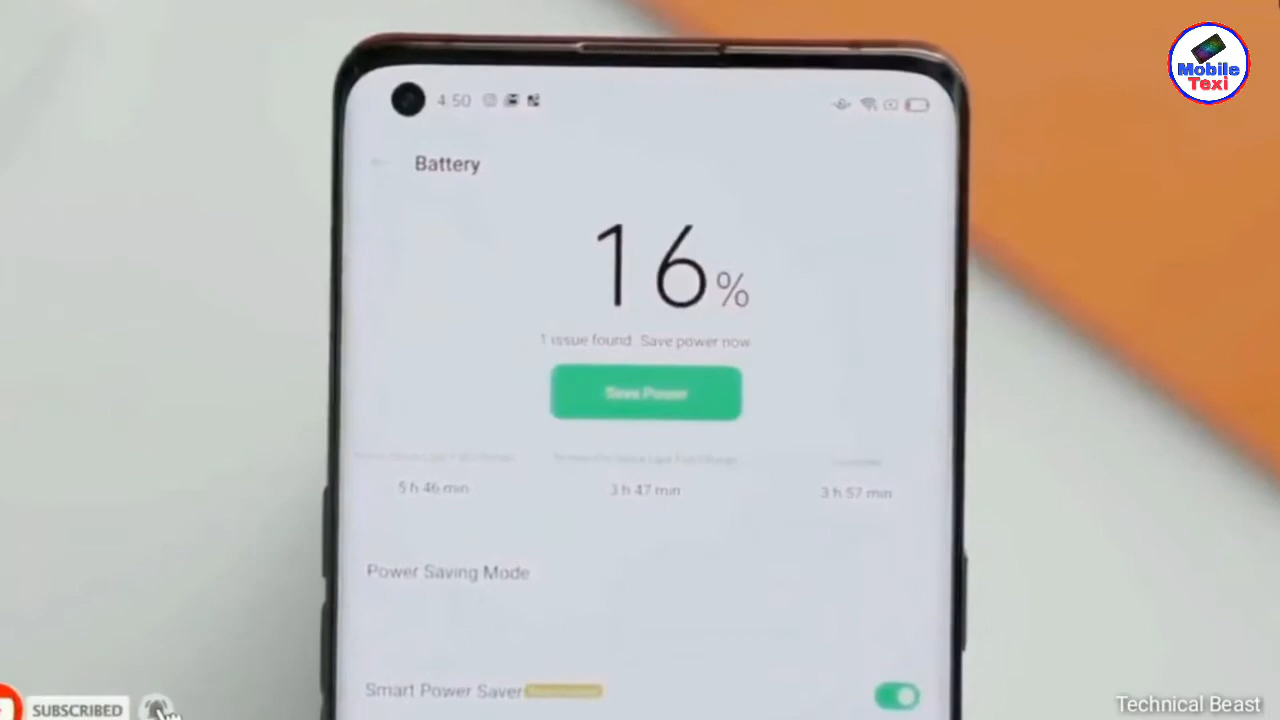 Mobile
Texi
4:50
Battery
16%
1 issue found. Save power now
Save Power
5 h 46 min
3 h 47 min
3 h 57 min
Power Saving Mode
Smart Power Saver
SUBSCRIBED
Technical Beast